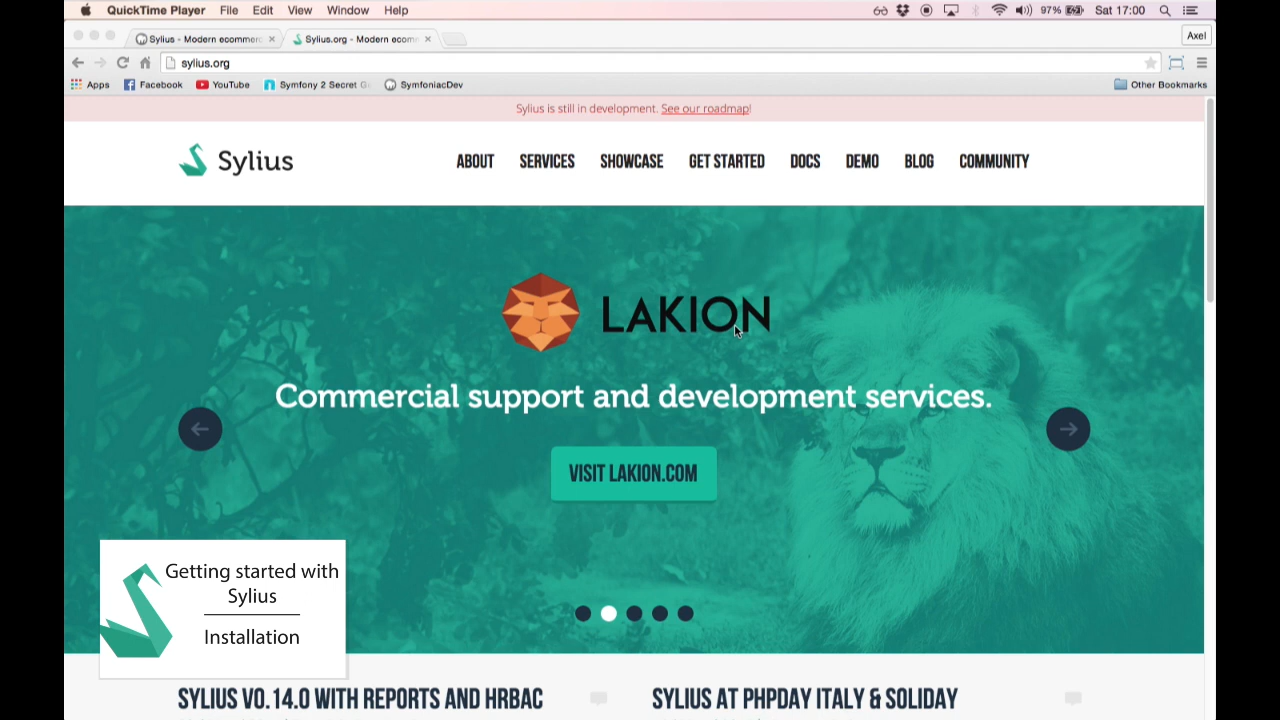 QuickTime Player File Edit View Window Help 97% Sat 17:00
Sylius - Modern ecommerc
Sylius.org - Modern ecom
Axel
sylius.org
Apps Facebook YouTube Symfony 2 Secret G SymfoniacDev Other Bookmarks
Sylius is still in development. See our roadmap!
Sylius ABOUT SERVICES SHOWCASE GET STARTED DOCS DEMO BLOG COMMUNITY
LAKION
Commercial support and development services.
VISIT LAKION.COM
Getting started with
Sylius
Installation
SYLIUS V0.14.0 WITH REPORTS AND HRBAC
SYLIUS AT PHPDAY ITALY & SOLIDAY